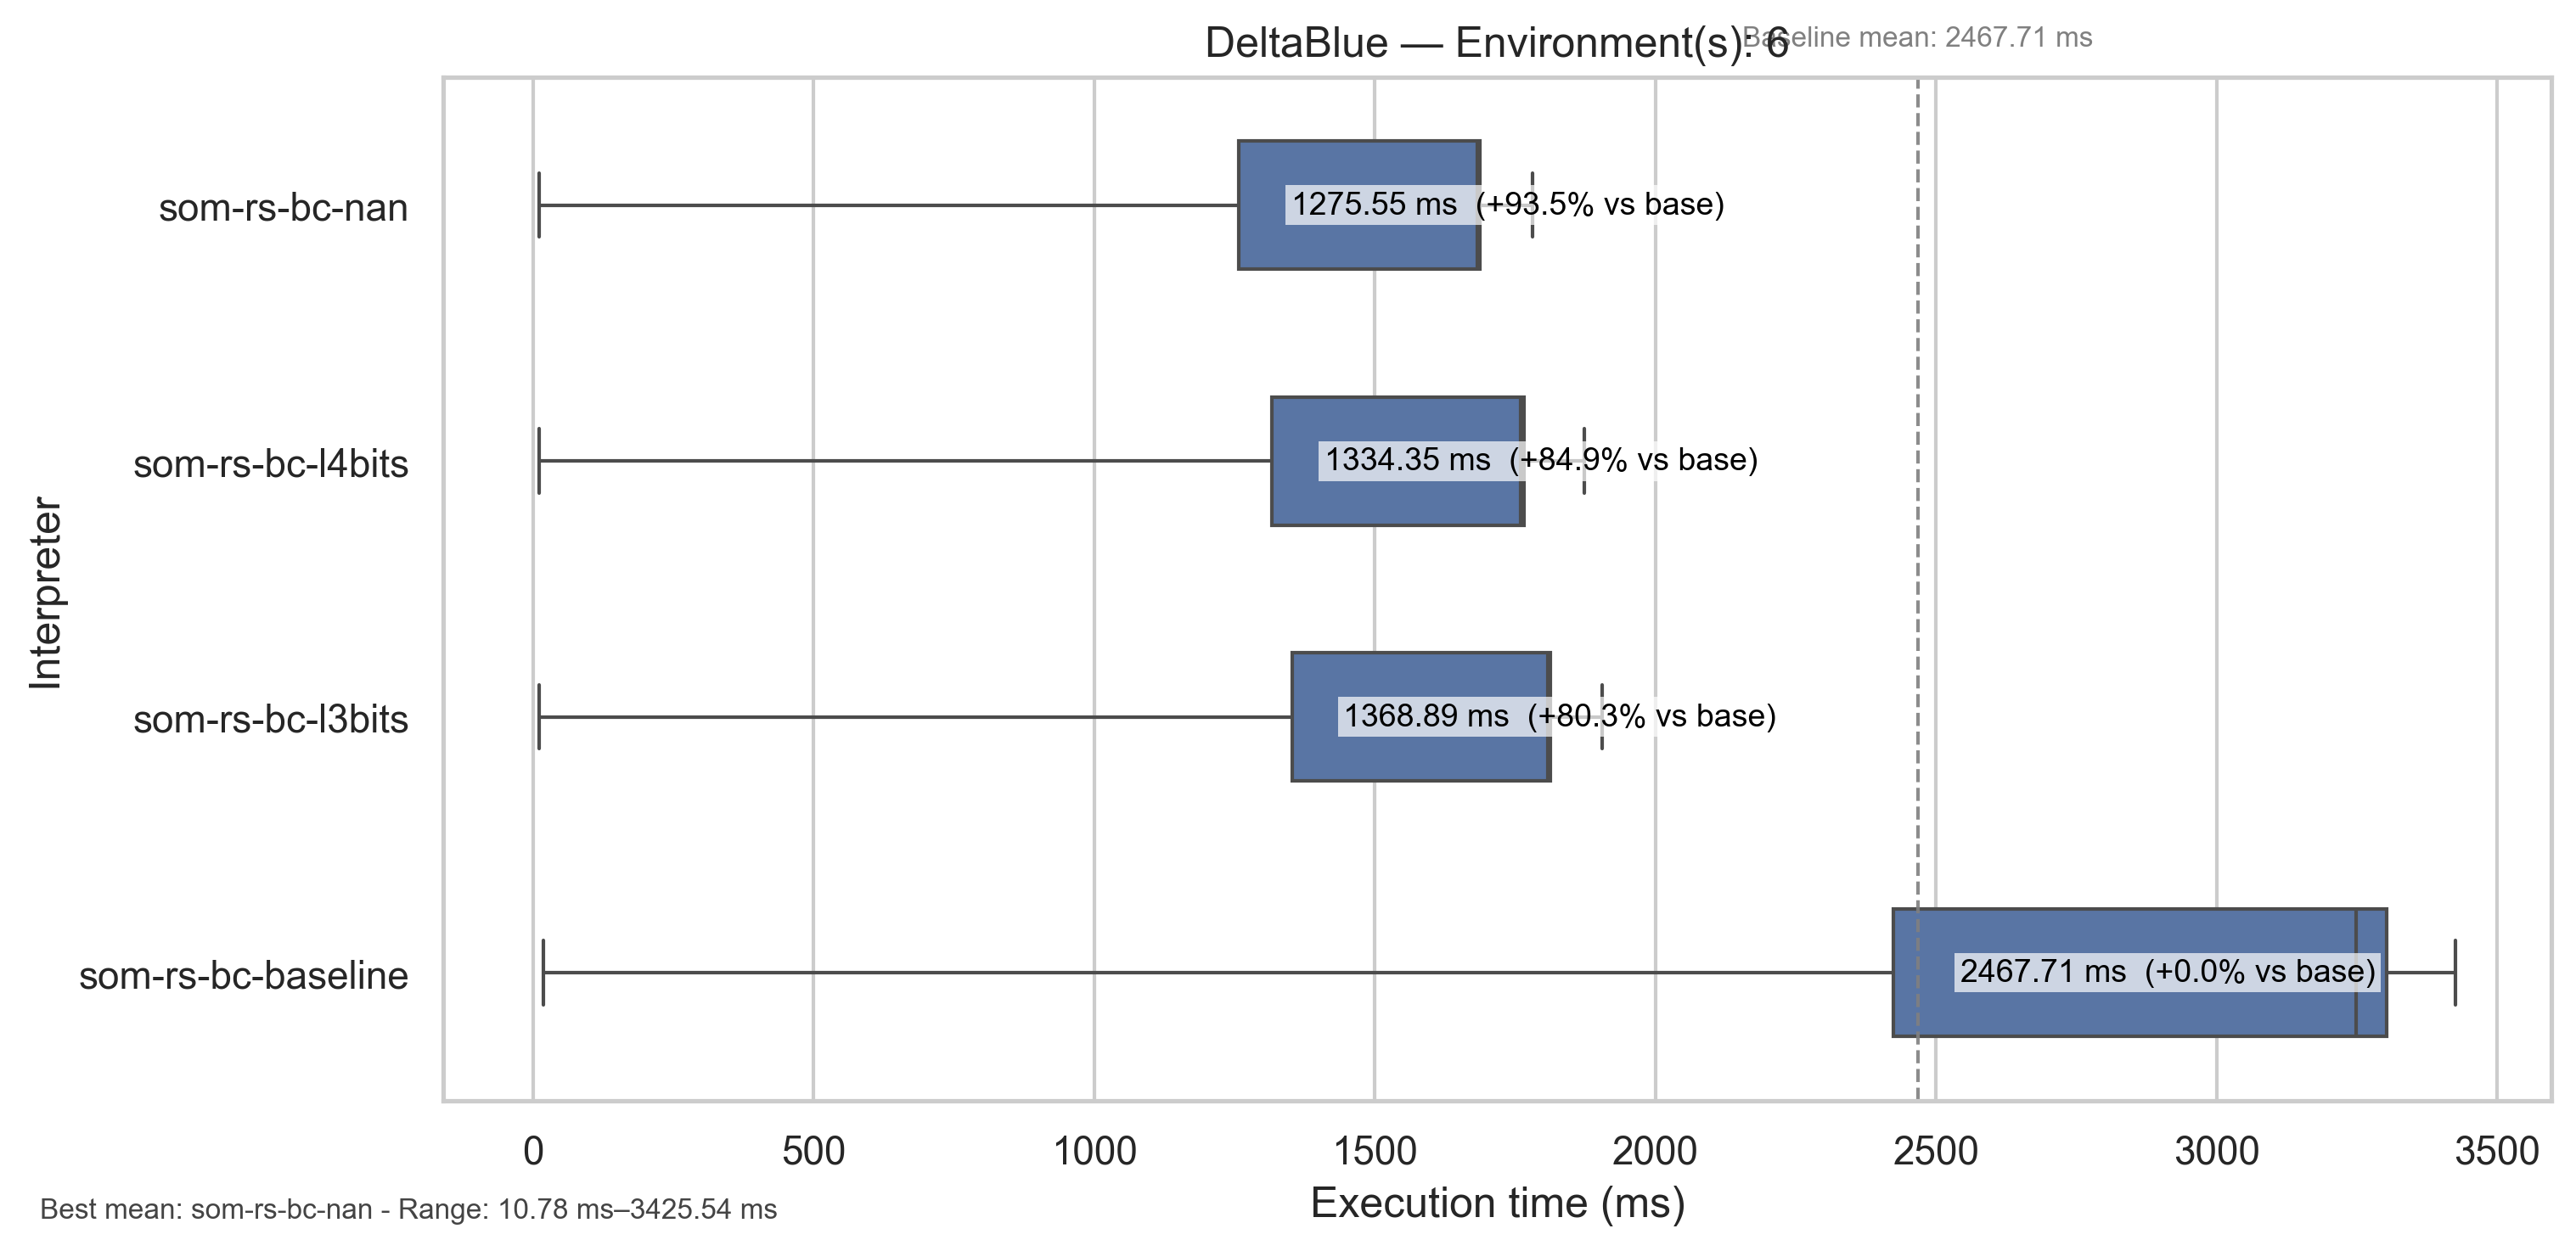 DeltaBlue — Environment(s): 6
Baseline mean: 2467.71 ms
Interpreter
som-rs-bc-nan
1275.55 ms (+93.5% vs base)
som-rs-bc-l4bits
1334.35 ms (+84.9% vs base)
som-rs-bc-l3bits
1368.89 ms (+80.3% vs base)
som-rs-bc-baseline
2467.71 ms (+0.0% vs base)
0 500 1000 1500 2000 2500 3000 3500
Execution time (ms)
Best mean: som-rs-bc-nan - Range: 10.78 ms–3425.54 ms